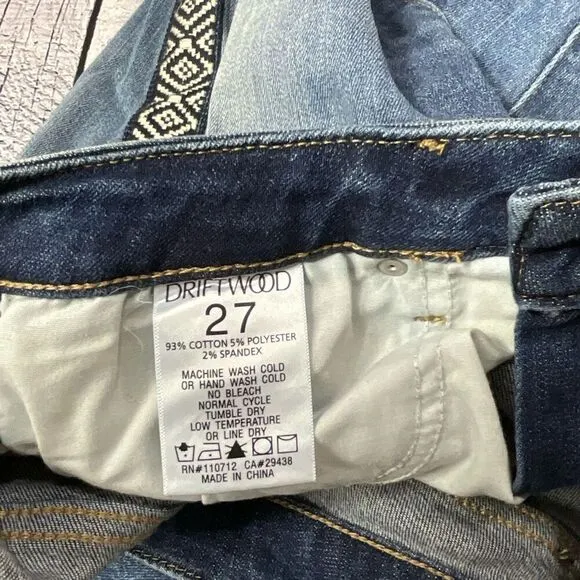 DRIFTWOOD
27
93% COTTON 5% POLYESTER
2% SPANDEX
MACHINE WASH COLD
OR HAND WASH COLD
NO BLEACH
NORMAL CYCLE
TUMBLE DRY
LOW TEMPERATURE
OR LINE DRY
RN#110712 CA#29438
MADE IN CHINA